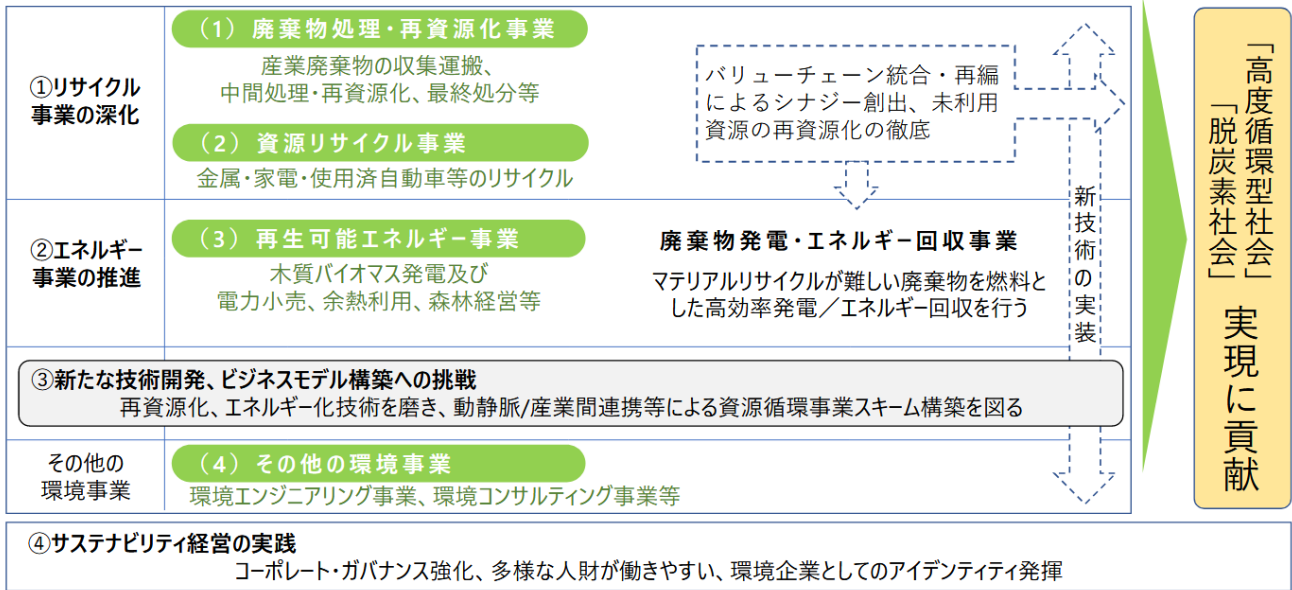 ①リサイクル
事業の深化
（1）廃棄物処理・再資源化事業
産業廃棄物の収集運搬、
中間処理・再資源化、最終処分等
（2）資源リサイクル事業
金属・家電・使用済自動車等のリサイクル
バリューチェーン統合・再編
によるシナジー創出、未利用
資源の再資源化の徹底
②エネルギー
事業の推進
（3）再生可能エネルギー事業
木質バイオマス発電及び
電力小売、余熱利用、森林経営等
廃棄物発電・エネルギー回収事業
マテリアルリサイクルが難しい廃棄物を燃料と
した高効率発電／エネルギー回収を行う
新技術の実装
③新たな技術開発、ビジネスモデル構築への挑戦
再資源化、エネルギー化技術を磨き、動静脈/産業間連携等による資源循環事業スキーム構築を図る
その他の
環境事業
（4）その他の環境事業
環境エンジニアリング事業、環境コンサルティング事業等
「高度循環型社会」
「脱炭素社会」
実現に貢献
④サステナビリティ経営の実践
コーポレート・ガバナンス強化、多様な人財が働きやすい、環境企業としてのアイデンティティ発揮